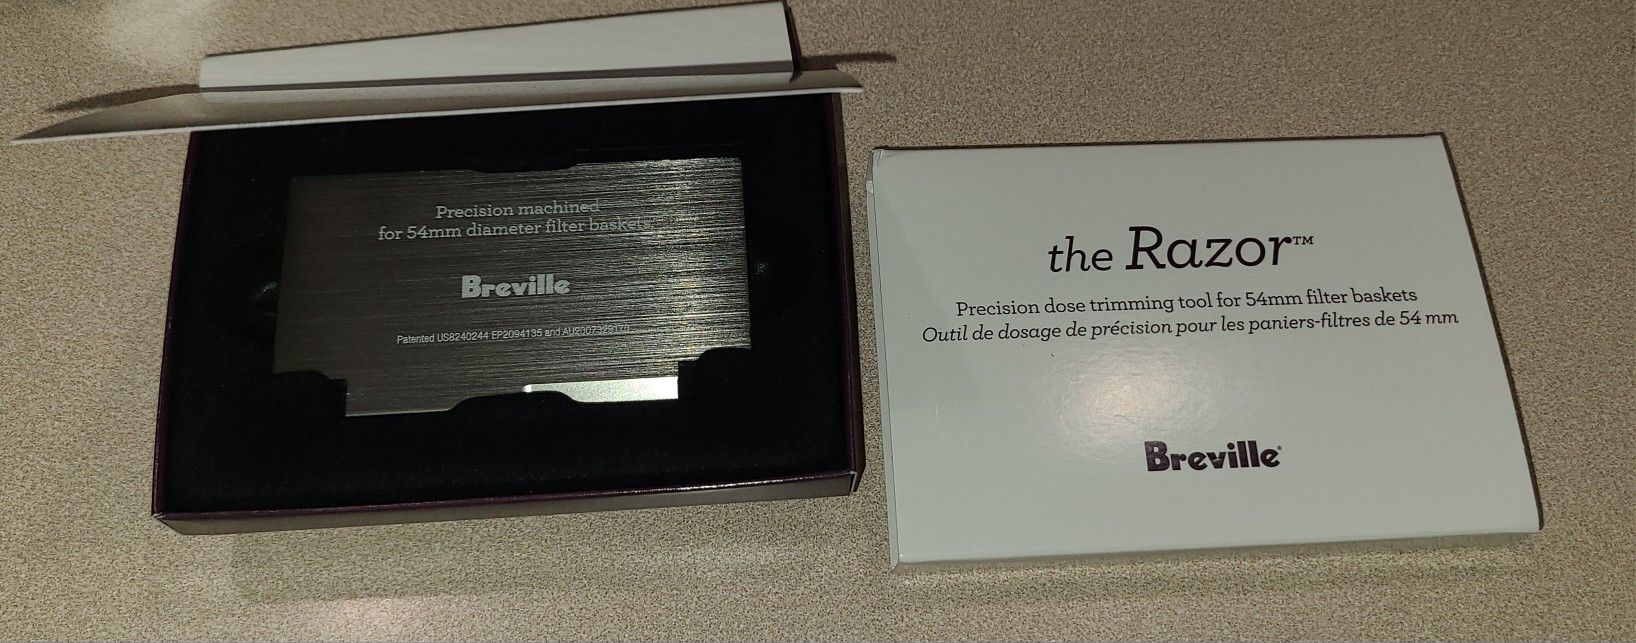 Precision machined
for 54mm diameter filter baskets
Breville
Patented US8240244 EP2094135 and
the Razor™
Precision dose trimming tool for 54mm filter baskets
Outil de dosage de précision pour les paniers-filtres de 54 mm
Breville®